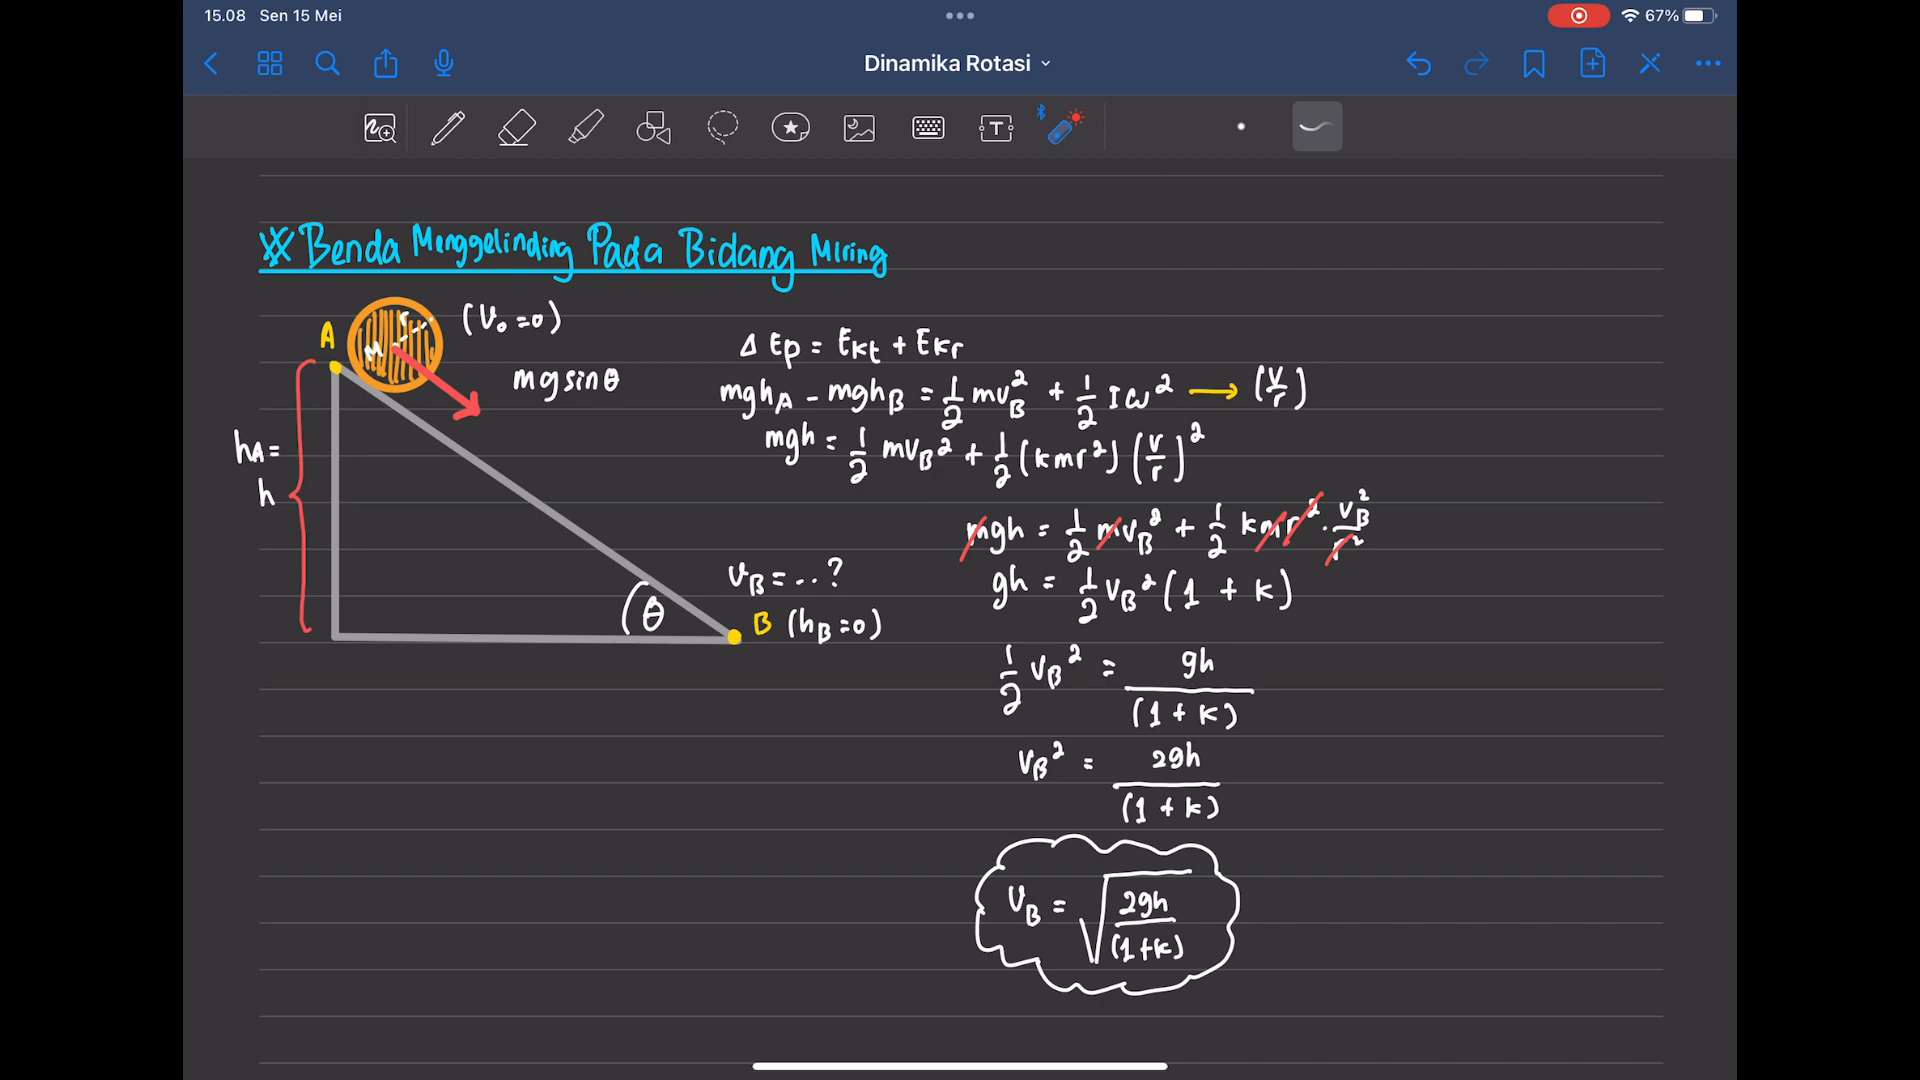 15.08 Sen 15 Mei
67%
Dinamika Rotasi
T
※ Benda Menggelinding Pada Bidang MIring
A
r
M
(V₀ = 0)
mg sin θ
hA =
h
θ
VB = ..?
B (hB = 0)
Δ Ep = Ekt + Ekr
mghA - mghB = 1/2 mvB² + 1/2 Iω² → (v/r)
mgh = 1/2 mvB² + 1/2 (kmr²) (v/r)²
mgh = 1/2 mvB² + 1/2 kmr² . vB²/r²
gh = 1/2 vB² (1 + k)
1/2 vB² = gh/(1 + k)
vB² = 2gh/(1 + k)
VB = √(2gh/(1+k))